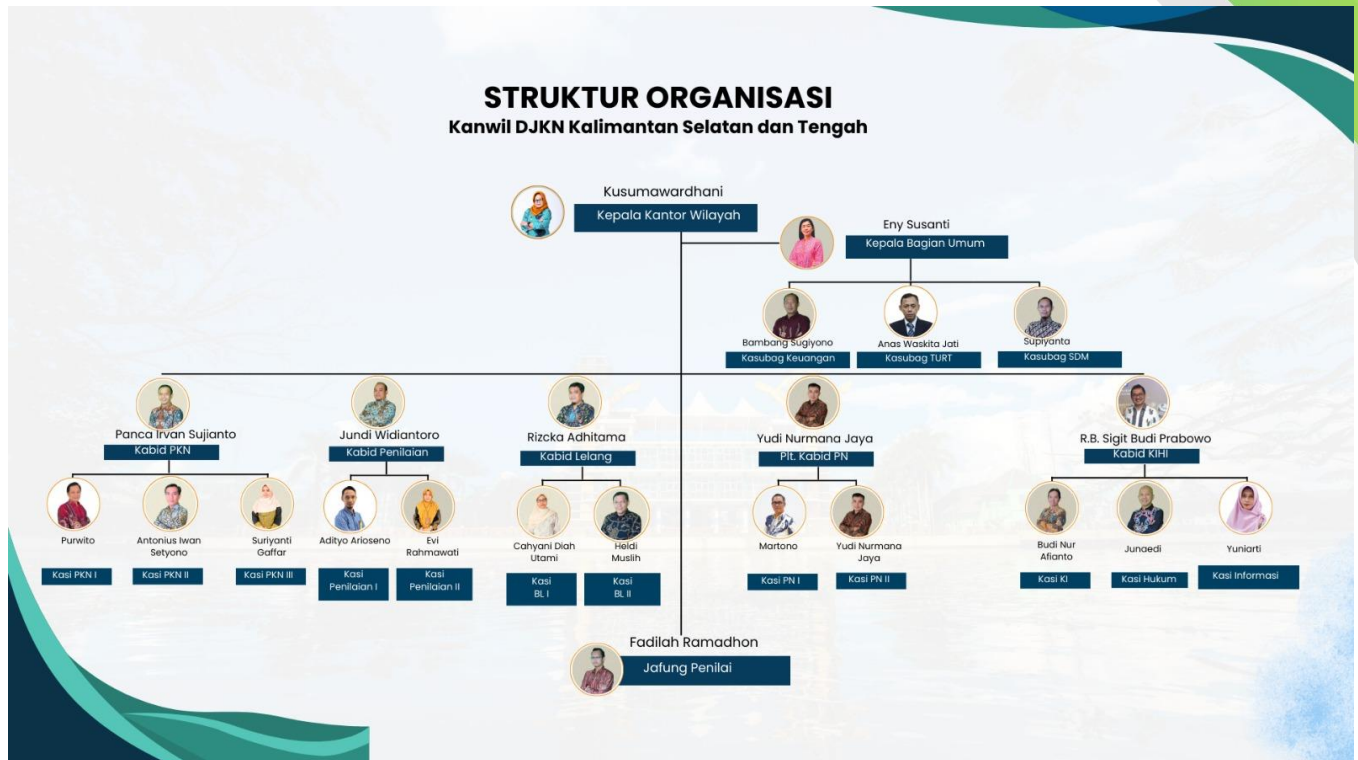 STRUKTUR ORGANISASI
Kanwil DJKN Kalimantan Selatan dan Tengah
Kusumawardhani
Kepala Kantor Wilayah
Eny Susanti
Kepala Bagian Umum
Bambang Sugiyono
Kasubag Keuangan
Anas Waskita Jati
Kasubag TURT
Supiyanta
Kasubag SDM
Panca Irvan Sujianto
Kabid PKN
Jundi Widiantoro
Kabid Penilaian
Rizcka Adhitama
Kabid Lelang
Yudi Nurmana Jaya
Plt. Kabid PN
R.B. Sigit Budi Prabowo
Kabid KIHI
Purwito
Kasi PKN I
Antonius Iwan
Setyono
Kasi PKN II
Suriyanti
Gaffar
Kasi PKN III
Adityo Arioseno
Kasi
Penilaian I
Evi
Rahmawati
Kasi
Penilaian II
Cahyani Diah
Utami
Kasi
BL I
Heldi
Muslih
Kasi
BL II
Martono
Kasi PN I
Yudi Nurmana
Jaya
Kasi PN II
Budi Nur
Afianto
Kasi KI
Junaedi
Kasi Hukum
Yuniarti
Kasi Informasi
Fadilah Ramadhon
Jafung Penilai